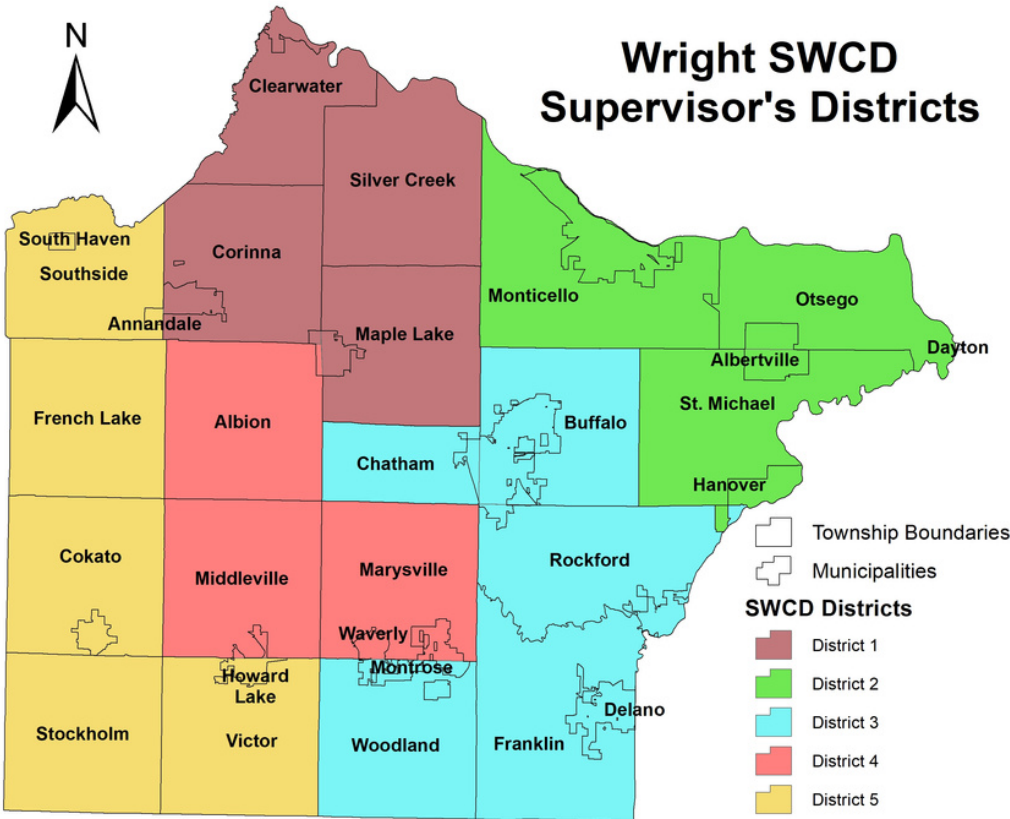 N
Wright SWCD
Supervisor's Districts
Clearwater
Silver Creek
South Haven
Southside
Corinna
Annandale
Maple Lake
Monticello
Otsego
Albertville
Dayton
French Lake
Albion
Chatham
Buffalo
St. Michael
Hanover
Cokato
Middleville
Marysville
Rockford
Waverly
Howard
Lake
Montrose
Stockholm
Victor
Woodland
Franklin
Delano
Township Boundaries
Municipalities
SWCD Districts
District 1
District 2
District 3
District 4
District 5